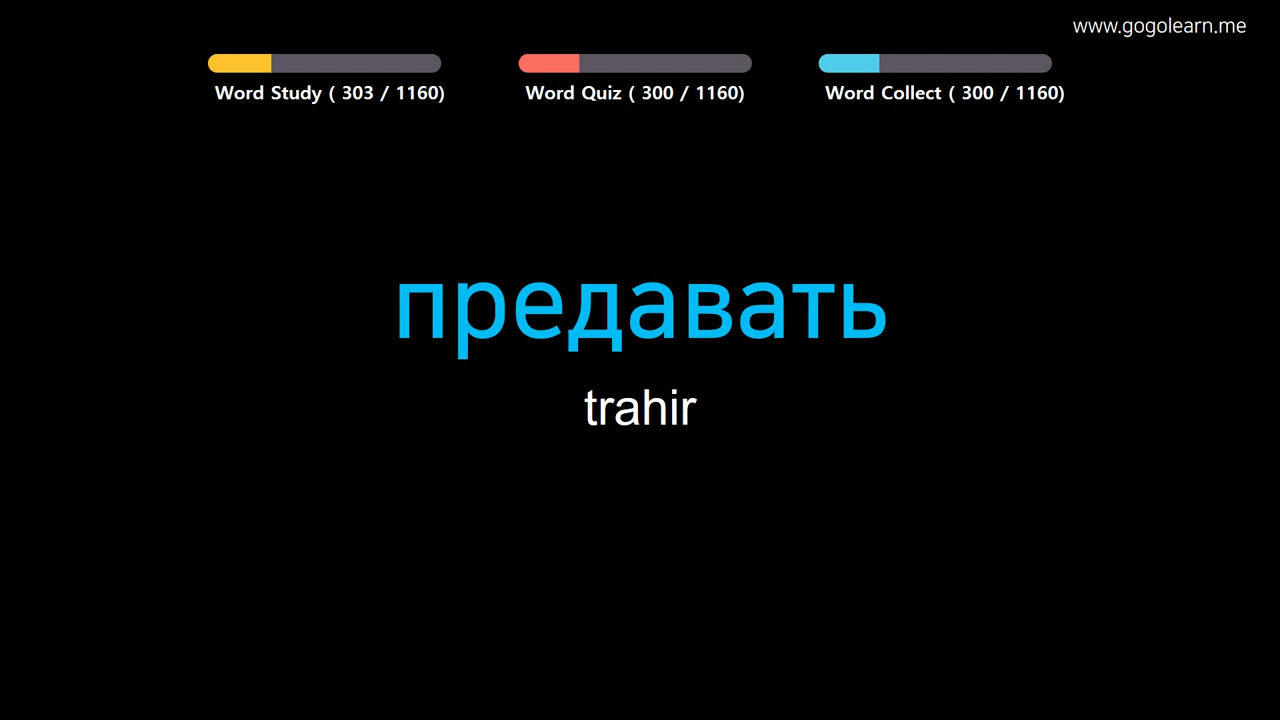 www.gogolearn.me
Word Study ( 303 / 1160)
Word Quiz ( 300 / 1160)
Word Collect ( 300 / 1160)
предавать
trahir